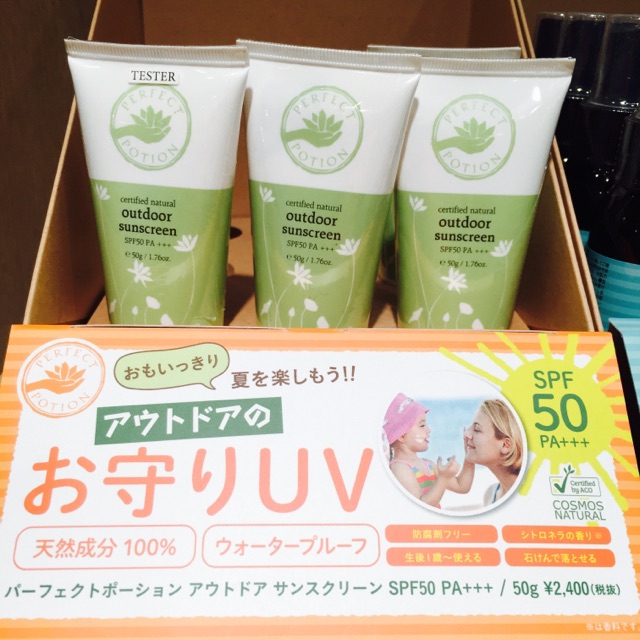 TESTER
PERFECT POTION
certified natural
outdoor
sunscreen
SPF50 PA +++
℮ 50g / 1.76oz.
PERFECT POTION
certified natural
outdoor
sunscreen
SPF50 PA +++
℮ 50g / 1.76oz.
PERFECT POTION
certified natural
outdoor
sunscreen
SPF50 PA +++
℮ 50g / 1.76oz.
PERFECT POTION
おもいっきり
夏を楽しもう!!
アウトドアの
お守りUV
SPF
50
PA+++
Certified
by ACO
COSMOS
NATURAL
天然成分 100%
ウォータープルーフ
防腐剤フリー
シトロネラの香り※
生後1歳〜使える
石けんで落とせる
パーフェクトポーション アウトドア サンスクリーン SPF50 PA+++ / 50g ¥2,400(税抜)
※は香料です